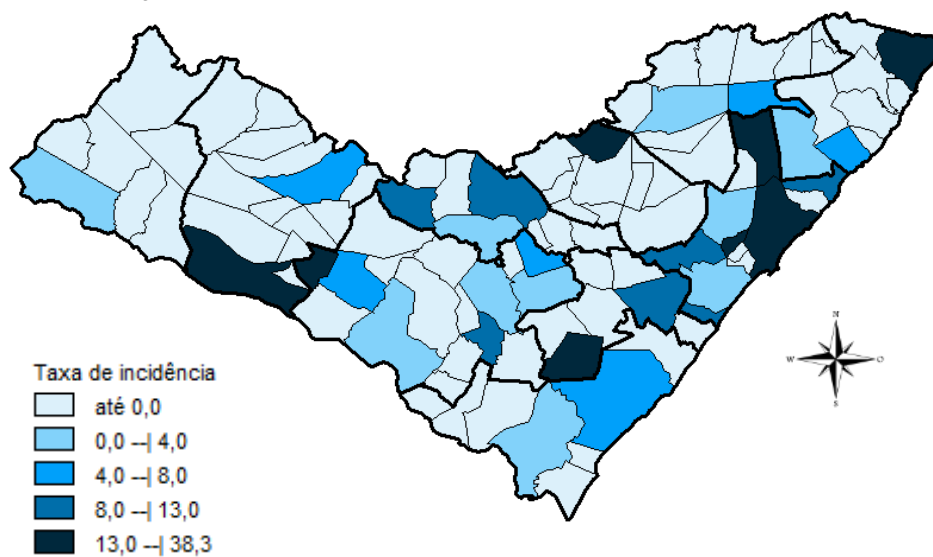 N
W
O
S
Taxa de incidência
até 0,0
0,0 --| 4,0
4,0 --| 8,0
8,0 --| 13,0
13,0 --| 38,3